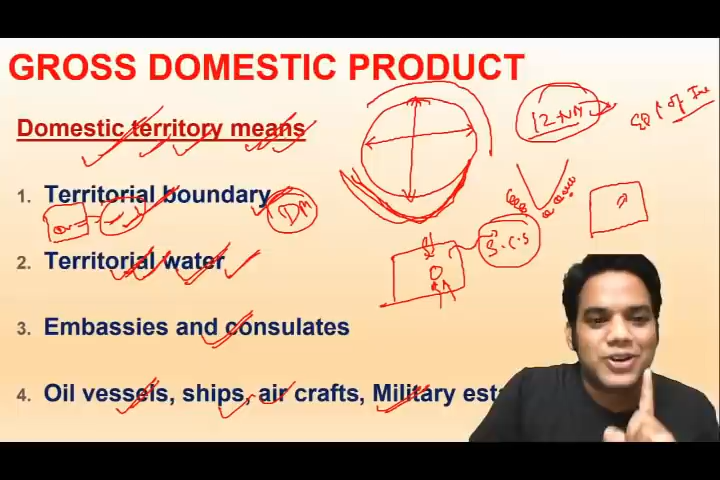 GROSS DOMESTIC PRODUCT
Domestic territory means
12 NM
1. Territorial boundary
DM
2. Territorial water
S.C.S
3. Embassies and consulates
4. Oil vessels, ships, air crafts, Military est